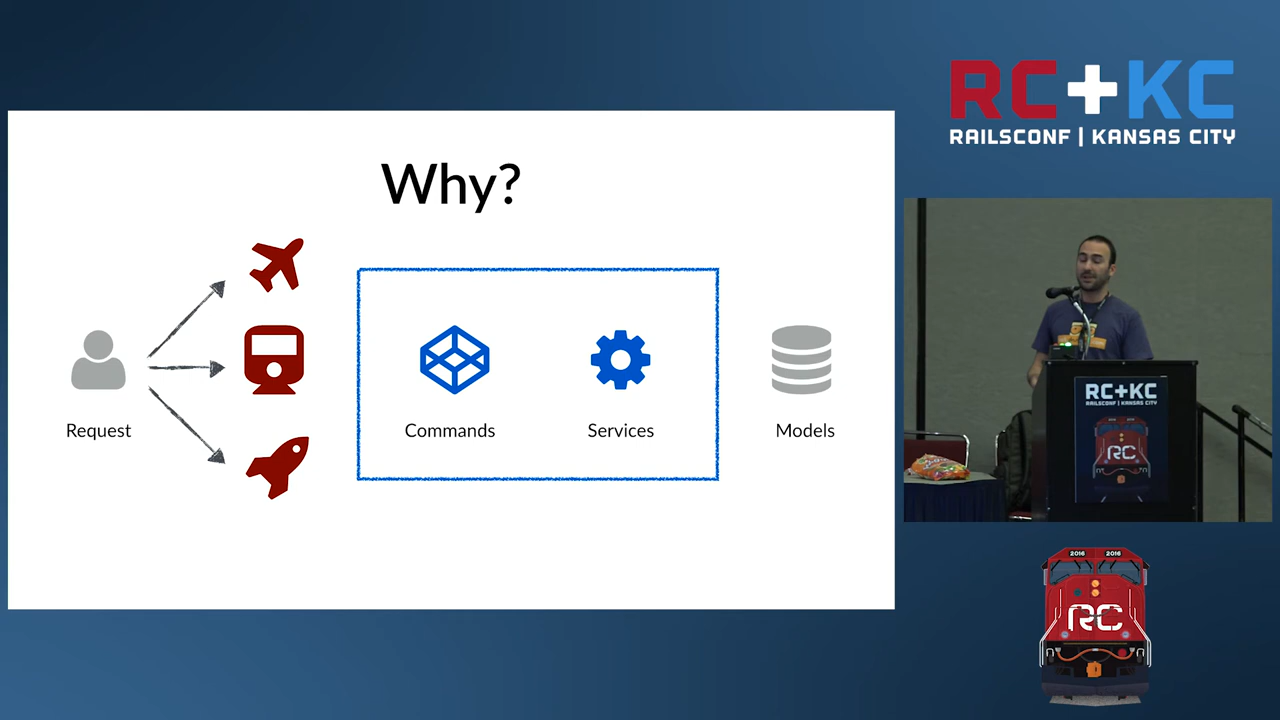 Why?
Request
Commands
Services
Models
RC+KC
RAILSCONF | KANSAS CITY
RC+KC
RAILSCONF | KANSAS CITY
RC
2016 2016
RC